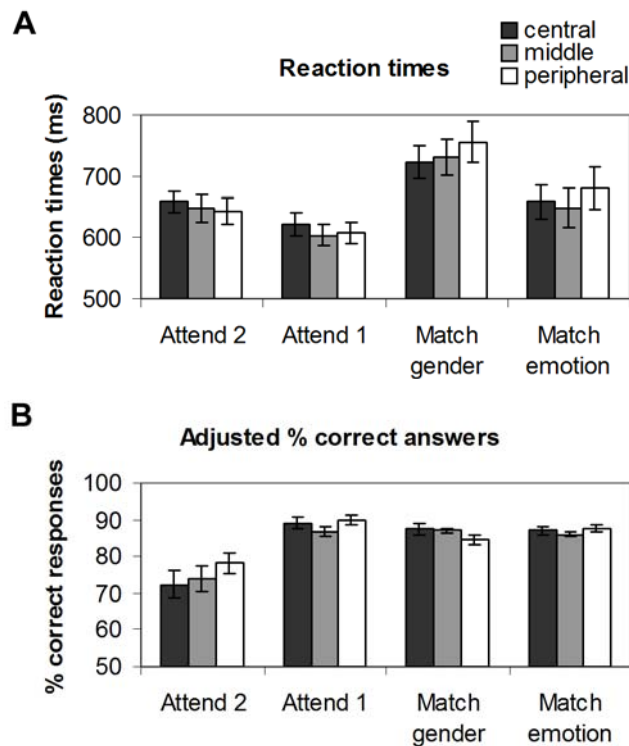 A
central
middle
peripheral
Reaction times
Reaction times (ms)
800
700
600
500
Attend 2 Attend 1 Match gender Match emotion
B
Adjusted % correct answers
% correct responses
100
90
80
70
60
50
Attend 2 Attend 1 Match gender Match emotion